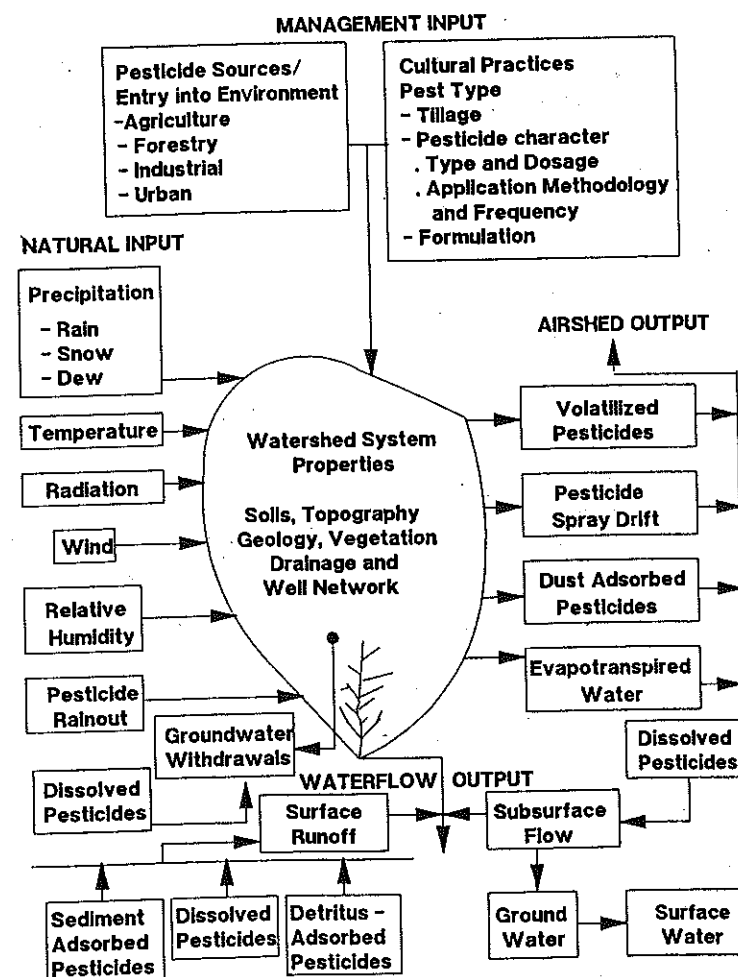 MANAGEMENT INPUT
Pesticide Sources/
Entry into Environment
-Agriculture
- Forestry
- Industrial
- Urban
Cultural Practices
Pest Type
- Tillage
- Pesticide character
. Type and Dosage
. Application Methodology
and Frequency
- Formulation
NATURAL INPUT
Precipitation
- Rain
- Snow
- Dew
Temperature
Radiation
Wind
Relative
Humidity
Pesticide
Rainout
Watershed System
Properties
Soils, Topography
Geology, Vegetation
Drainage and
Well Network
AIRSHED OUTPUT
Volatilized
Pesticides
Pesticide
Spray Drift
Dust Adsorbed
Pesticides
Evapotranspired
Water
Groundwater
Withdrawals
Dissolved
Pesticides
WATERFLOW OUTPUT
Surface
Runoff
Subsurface
Flow
Dissolved
Pesticides
Sediment
Adsorbed
Pesticides
Dissolved
Pesticides
Detritus -
Adsorbed
Pesticides
Ground
Water
Surface
Water